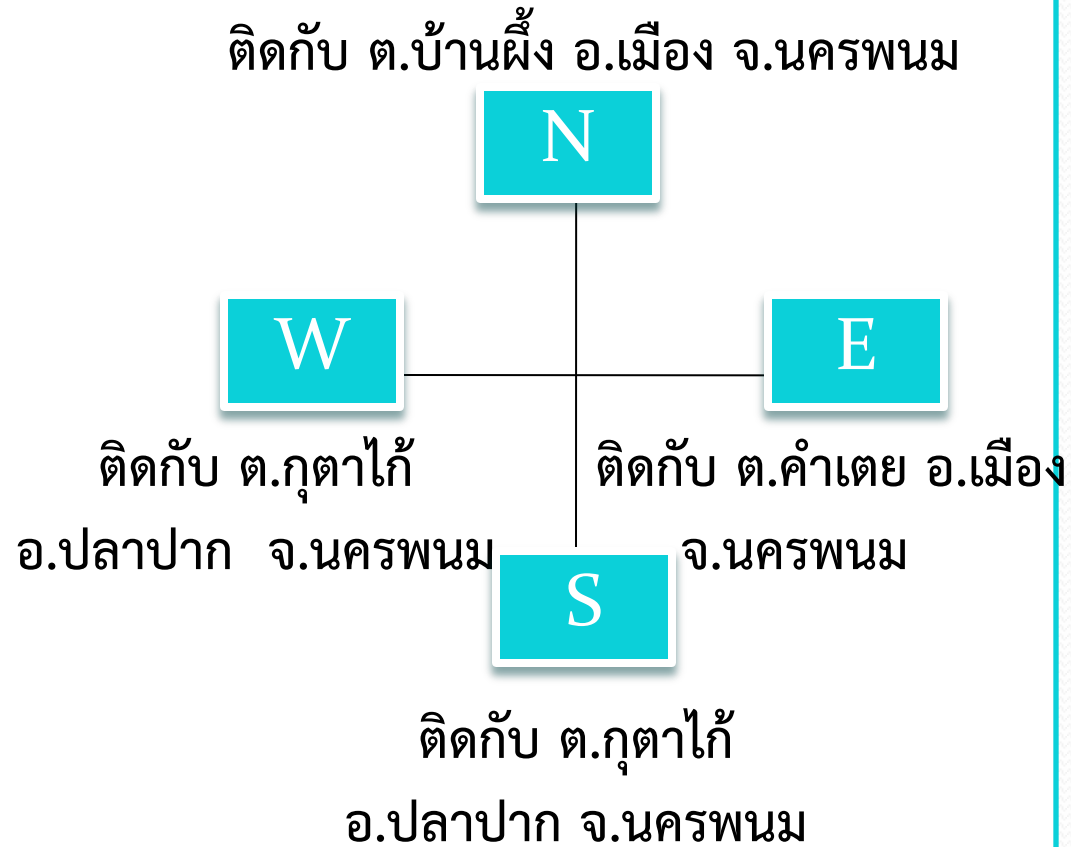 ติดกับ ต.บ้านผึ้ง อ.เมือง จ.นครพนม
N
W
E
ติดกับ ต.กุตาไก้
อ.ปลาปาก จ.นครพนม
ติดกับ ต.คำเตย อ.เมือง
จ.นครพนม
S
ติดกับ ต.กุตาไก้
อ.ปลาปาก จ.นครพนม